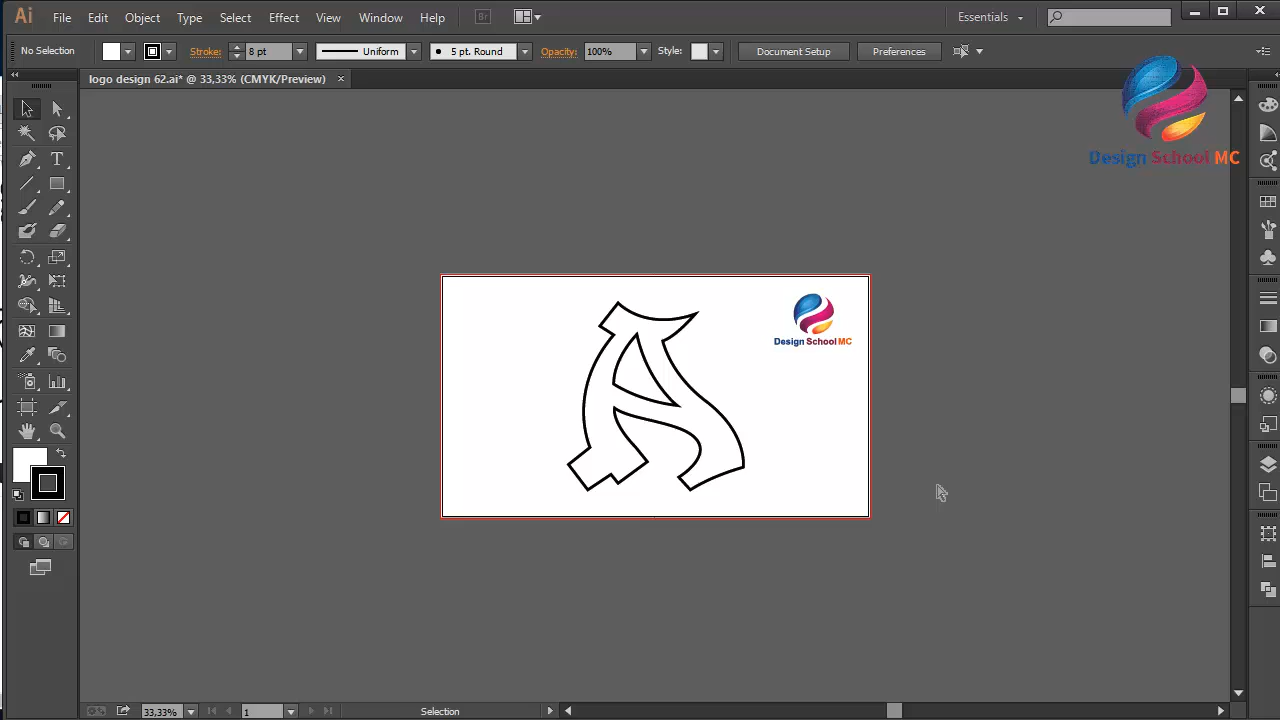 Ai File Edit Object Type Select Effect View Window Help Br Essentials
No Selection Stroke: 8 pt Uniform 5 pt. Round Opacity: 100% Style: Document Setup Preferences
logo design 62.ai* @ 33,33% (CMYK/Preview)
Design School MC
Design School MC
A
33,33% 1 Selection